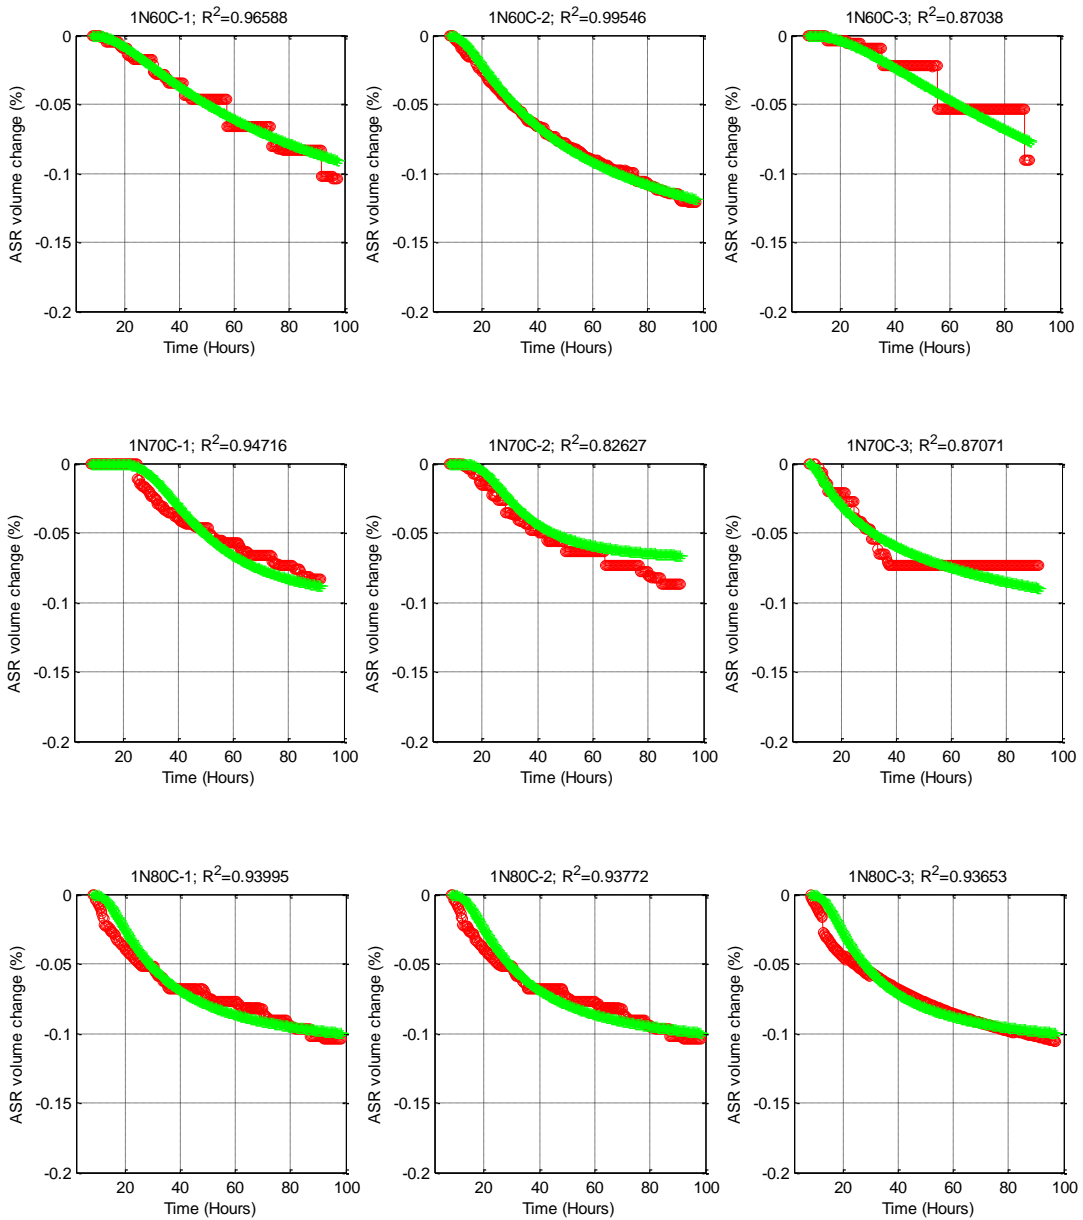 1N60C-1; R²=0.96588
0
-0.05
-0.1
-0.15
-0.2
ASR volume change (%)
20 40 60 80 100
Time (Hours)
1N60C-2; R²=0.99546
0
-0.05
-0.1
-0.15
-0.2
ASR volume change (%)
20 40 60 80 100
Time (Hours)
1N60C-3; R²=0.87038
0
-0.05
-0.1
-0.15
-0.2
ASR volume change (%)
20 40 60 80 100
Time (Hours)
1N70C-1; R²=0.94716
0
-0.05
-0.1
-0.15
-0.2
ASR volume change (%)
20 40 60 80 100
Time (Hours)
1N70C-2; R²=0.82627
0
-0.05
-0.1
-0.15
-0.2
ASR volume change (%)
20 40 60 80 100
Time (Hours)
1N70C-3; R²=0.87071
0
-0.05
-0.1
-0.15
-0.2
ASR volume change (%)
20 40 60 80 100
Time (Hours)
1N80C-1; R²=0.93995
0
-0.05
-0.1
-0.15
-0.2
ASR volume change (%)
20 40 60 80 100
Time (Hours)
1N80C-2; R²=0.93772
0
-0.05
-0.1
-0.15
-0.2
ASR volume change (%)
20 40 60 80 100
Time (Hours)
1N80C-3; R²=0.93653
0
-0.05
-0.1
-0.15
-0.2
ASR volume change (%)
20 40 60 80 100
Time (Hours)